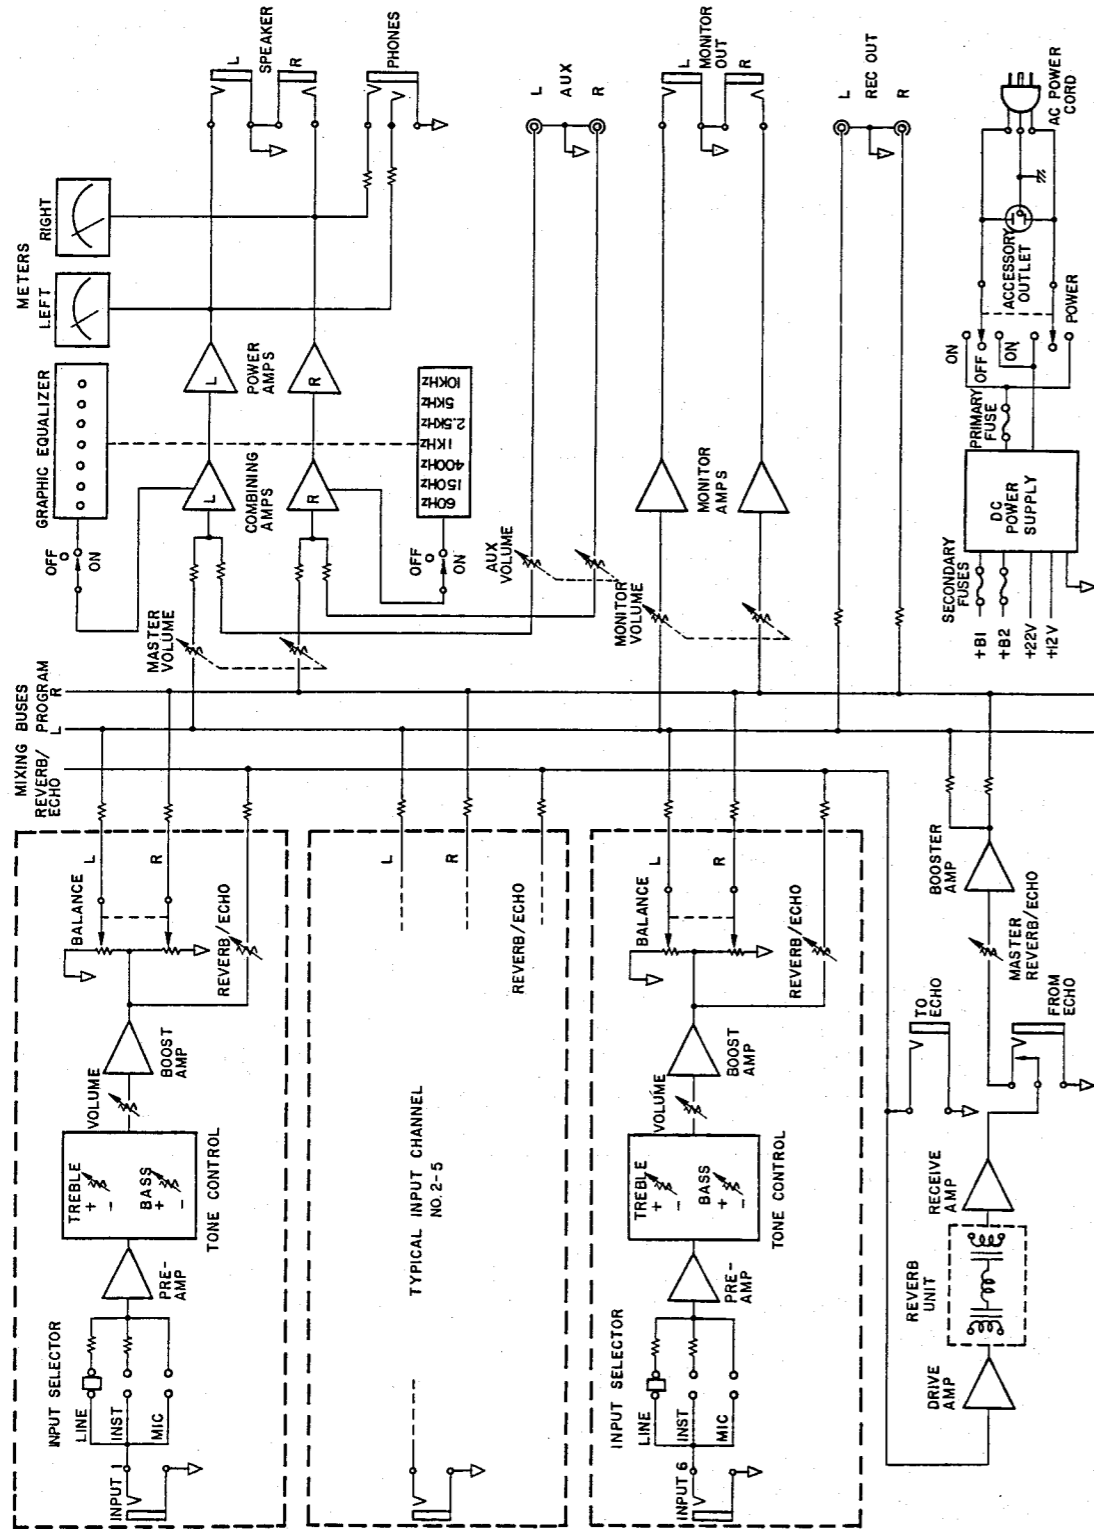 INPUT 1
INPUT SELECTOR
LINE
INST
MIC
PRE-
AMP
TREBLE
+
-
BASS
+
-
TONE CONTROL
VOLUME
BOOST
AMP
BALANCE
L
R
REVERB/ECHO
TYPICAL INPUT CHANNEL
NO. 2-5
L
R
REVERB/ECHO
INPUT 6
INPUT SELECTOR
LINE
INST
MIC
PRE-
AMP
TREBLE
+
-
BASS
+
-
TONE CONTROL
VOLUME
BOOST
AMP
BALANCE
L
R
REVERB/ECHO
DRIVE
AMP
REVERB
UNIT
RECEIVE
AMP
TO
ECHO
FROM
ECHO
MASTER
REVERB/ECHO
BOOSTER
AMP
MIXING BUSES
REVERB/
ECHO
PROGRAM
L
R
MASTER
VOLUME
OFF
ON
GRAPHIC EQUALIZER
METERS
LEFT
RIGHT
L
R
COMBINING
AMPS
L
R
POWER
AMPS
OFF
ON
60Hz
150Hz
400Hz
1KHz
2.5KHz
5KHz
10KHz
L
SPEAKER
R
PHONES
AUX
VOLUME
L
AUX
R
MONITOR
VOLUME
MONITOR
AMPS
L
MONITOR
OUT
R
L
REC OUT
R
SECONDARY
FUSES
+B1
+B2
+22V
+12V
DC
POWER
SUPPLY
PRIMARY
FUSE
ON
OFF
ON
POWER
ACCESSORY
OUTLET
AC POWER
CORD